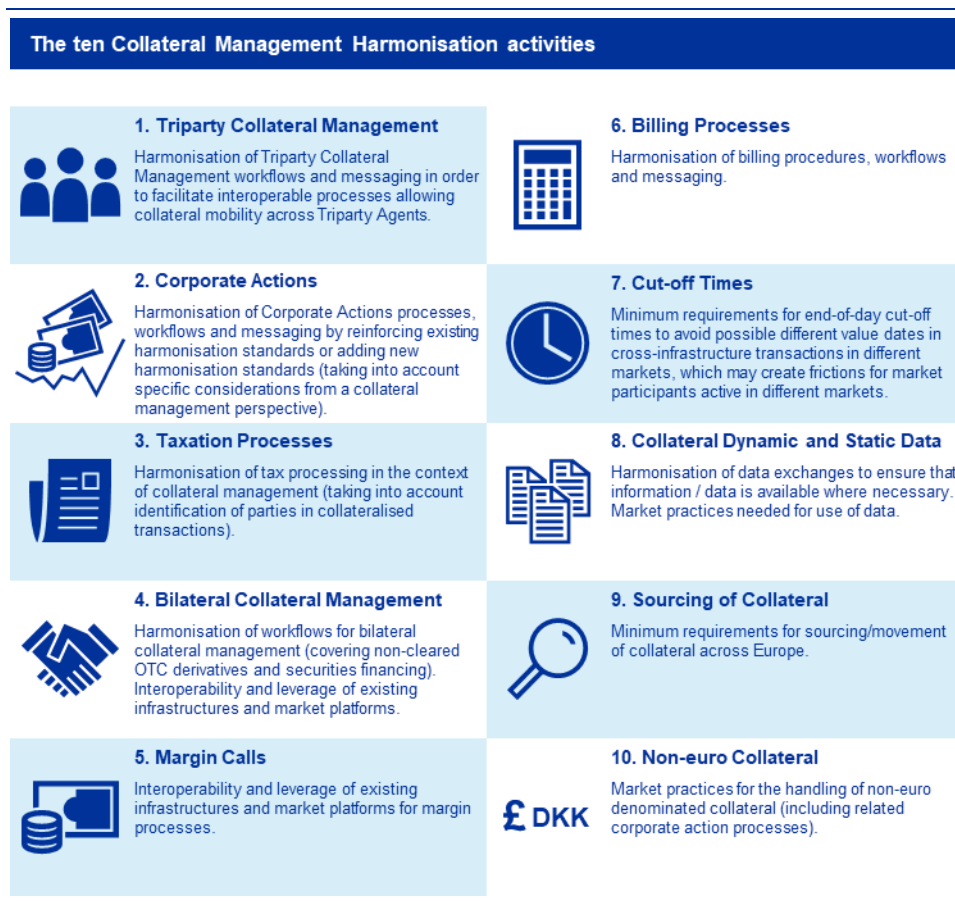 The ten Collateral Management Harmonisation activities
1. Triparty Collateral Management
Harmonisation of Triparty Collateral
Management workflows and messaging in order
to facilitate interoperable processes allowing
collateral mobility across Triparty Agents.
2. Corporate Actions
Harmonisation of Corporate Actions processes,
workflows and messaging by reinforcing existing
harmonisation standards or adding new
harmonisation standards (taking into account
specific considerations from a collateral
management perspective).
3. Taxation Processes
Harmonisation of tax processing in the context
of collateral management (taking into account
identification of parties in collateralised
transactions).
4. Bilateral Collateral Management
Harmonisation of workflows for bilateral
collateral management (covering non-cleared
OTC derivatives and securities financing).
Interoperability and leverage of existing
infrastructures and market platforms.
5. Margin Calls
Interoperability and leverage of existing
infrastructures and market platforms for margin
processes.
6. Billing Processes
Harmonisation of billing procedures, workflows
and messaging.
7. Cut-off Times
Minimum requirements for end-of-day cut-off
times to avoid possible different value dates in
cross-infrastructure transactions in different
markets, which may create frictions for market
participants active in different markets.
8. Collateral Dynamic and Static Data
Harmonisation of data exchanges to ensure that
information / data is available where necessary.
Market practices needed for use of data.
9. Sourcing of Collateral
Minimum requirements for sourcing/movement
of collateral across Europe.
10. Non-euro Collateral
£ DKK
Market practices for the handling of non-euro
denominated collateral (including related
corporate action processes).